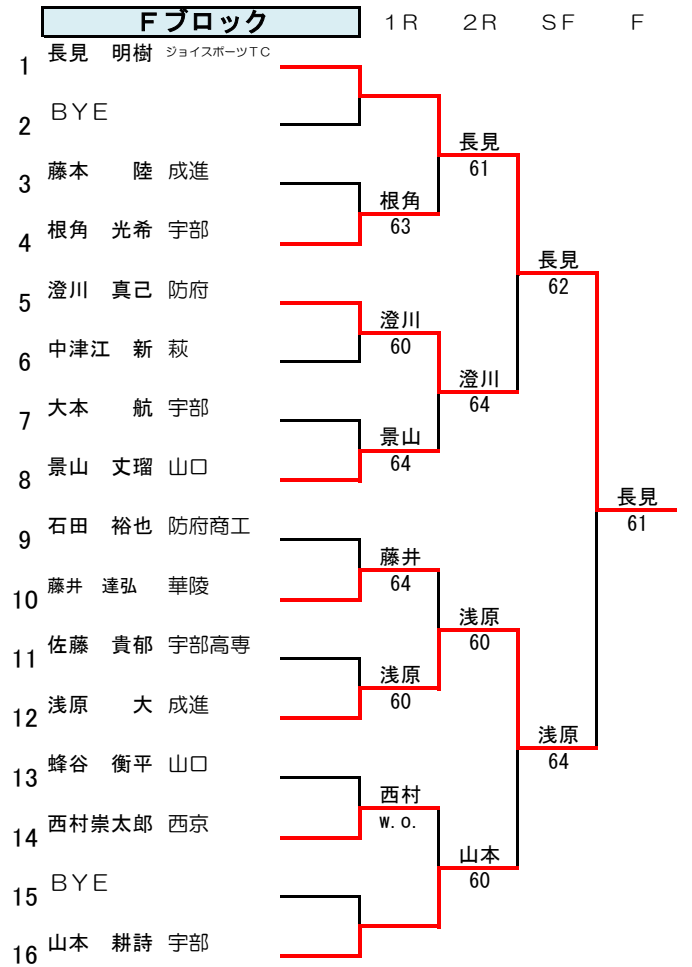 Fブロック 1R 2R SF F
1 長見 明樹 ジョイスポーツTC
2 BYE
長見
61
3 藤本 陸 成進
根角
63
4 根角 光希 宇部
長見
62
5 澄川 真己 防府
澄川
60
6 中津江 新 萩
澄川
64
7 大本 航 宇部
景山
64
8 景山 丈瑠 山口
長見
61
9 石田 裕也 防府商工
藤井
64
10 藤井 達弘 華陵
浅原
60
11 佐藤 貴郁 宇部高専
浅原
60
12 浅原 大 成進
浅原
64
13 蜂谷 衡平 山口
西村
w.o.
14 西村崇太郎 西京
山本
60
15 BYE
16 山本 耕詩 宇部